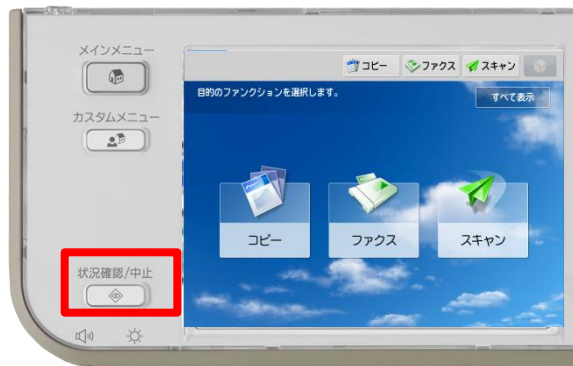 メインメニュー
カスタムメニュー
状況確認/中止
コピー ファクス スキャン
目的のファンクションを選択します。
すべて表示
コピー
ファクス
スキャン